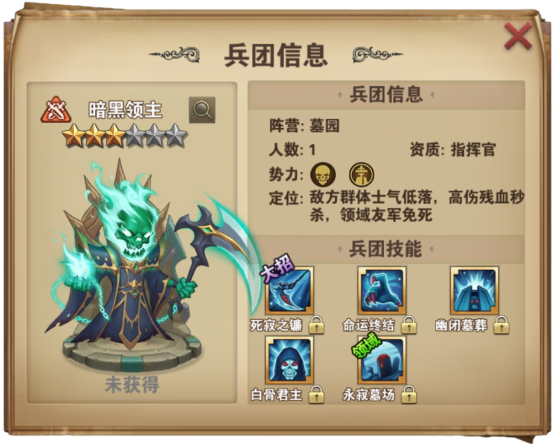 兵团信息
暗黑领主
未获得
兵团信息
阵营：墓园
人数：1 资质：指挥官
势力：
定位：敌方群体士气低落，高伤残血秒
杀，领域友军免死
兵团技能
大招
死寂之镰 命运终结 幽闭墓葬
领域
白骨君主 永寂墓场